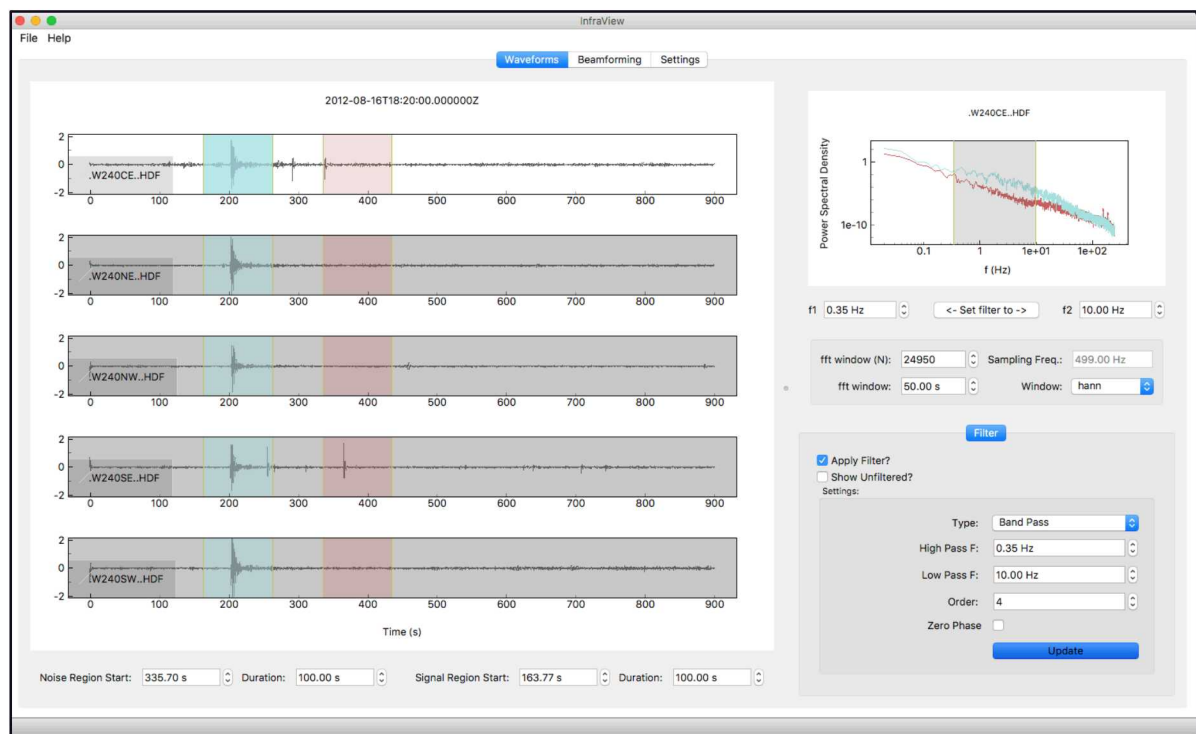 InfraView
File Help
Waveforms Beamforming Settings
2012-08-16T18:20:00.000000Z
2
0
-2
.W240CE..HDF
0 100 200 300 400 500 600 700 800 900
2
0
-2
.W240NE..HDF
0 100 200 300 400 500 600 700 800 900
2
0
-2
.W240NW..HDF
0 100 200 300 400 500 600 700 800 900
2
0
-2
.W240SE..HDF
0 100 200 300 400 500 600 700 800 900
2
0
-2
.W240SW..HDF
0 100 200 300 400 500 600 700 800 900
Time (s)
Noise Region Start: 335.70 s Duration: 100.00 s Signal Region Start: 163.77 s Duration: 100.00 s
.W240CE..HDF
Power Spectral Density
1
1e-10
0.1 1 1e+01 1e+02
f (Hz)
f1 0.35 Hz <- Set filter to -> f2 10.00 Hz
fft window (N): 24950 Sampling Freq.: 499.00 Hz
fft window: 50.00 s Window: hann
Filter
Apply Filter?
Show Unfiltered?
Settings:
Type: Band Pass
High Pass F: 0.35 Hz
Low Pass F: 10.00 Hz
Order: 4
Zero Phase
Update